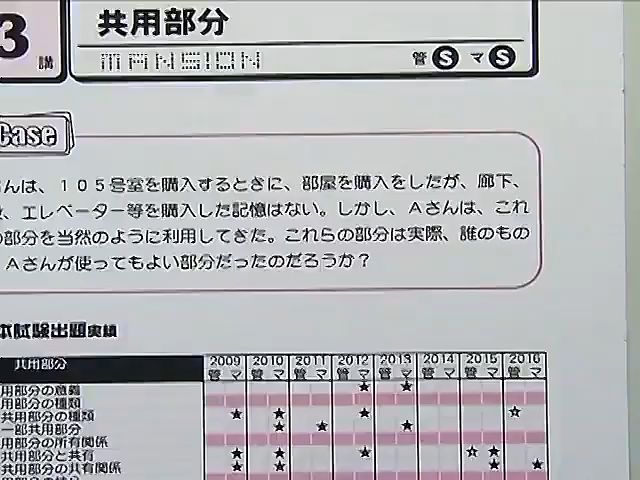 3
講
共用部分
MANSION
管 S マ S
Case
んは、105号室を購入するときに、部屋を購入をしたが、廊下、
、エレベーター等を購入した記憶はない。しかし、Aさんは、これ
部分を当然のように利用してきた。これらの部分は実際、誰のもの
Aさんが使ってもよい部分だったのだろうか?
本試験出題実績
共用部分 2009 2010 2011 2012 2013 2014 2015 2016
管 マ 管 マ 管 マ 管 マ 管 マ 管 マ 管 マ 管 マ
用部分の意義 ★ ★
用部分の種類
共用部分の種類 ★ ★ ★ ☆
一部共用部分 ★ ★ ★
用部分の所有関係
共用部分と共有 ★ ★ ★ ☆ ★
共用部分の共有関係 ★ ★ ★ ★